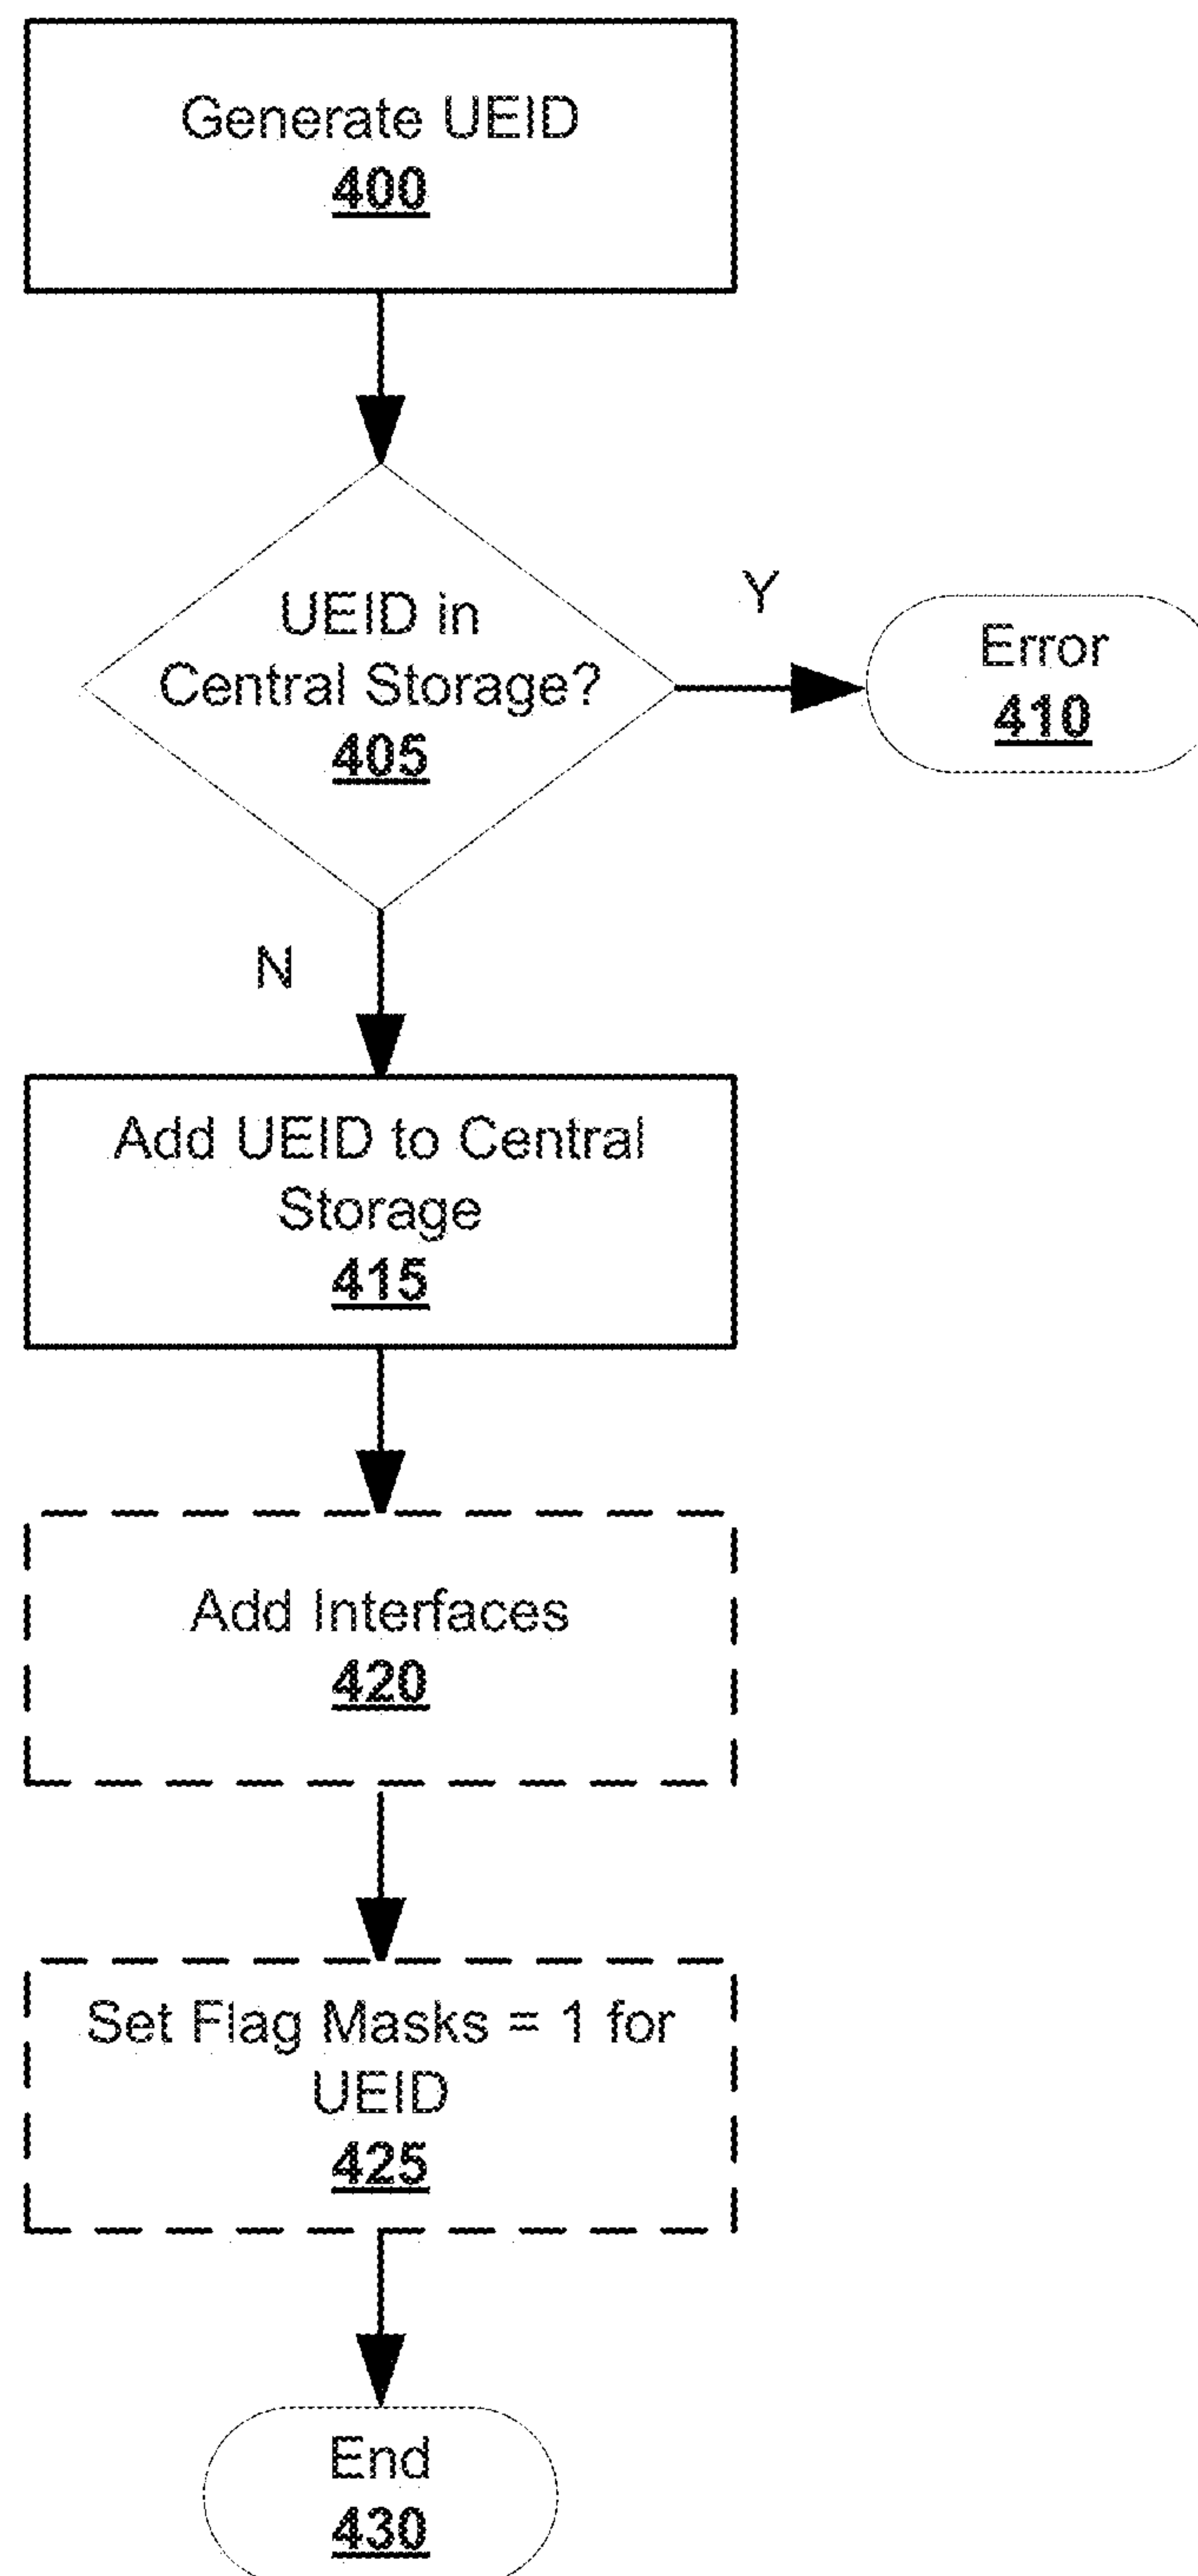 Generate UEID
400
UEID in
Central Storage?
405
Y
Error
410
N
Add UEID to Central
Storage
415
Add Interfaces
420
Set Flag Masks = 1 for
UEID
425
End
430